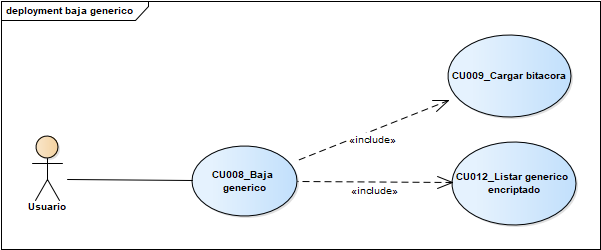 deployment baja generico
CU009_Cargar bitacora
«include»
CU008_Baja
generico
CU012_Listar generico
encriptado
«include»
Usuario